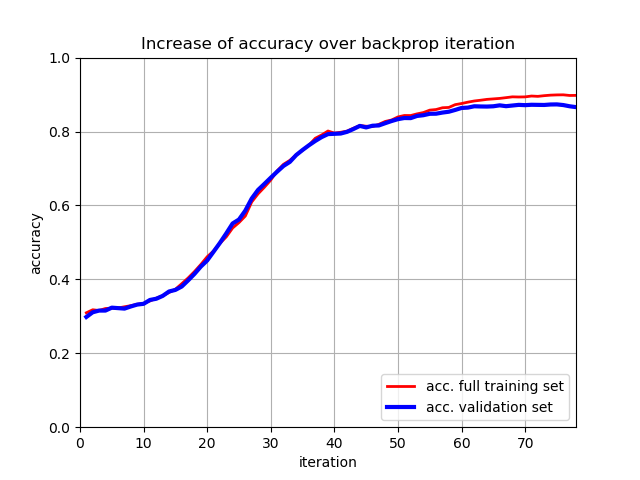 Increase of accuracy over backprop iteration
1.0
0.8
0.6
0.4
0.2
0.0
accuracy
acc. full training set
acc. validation set
0 10 20 30 40 50 60 70
iteration